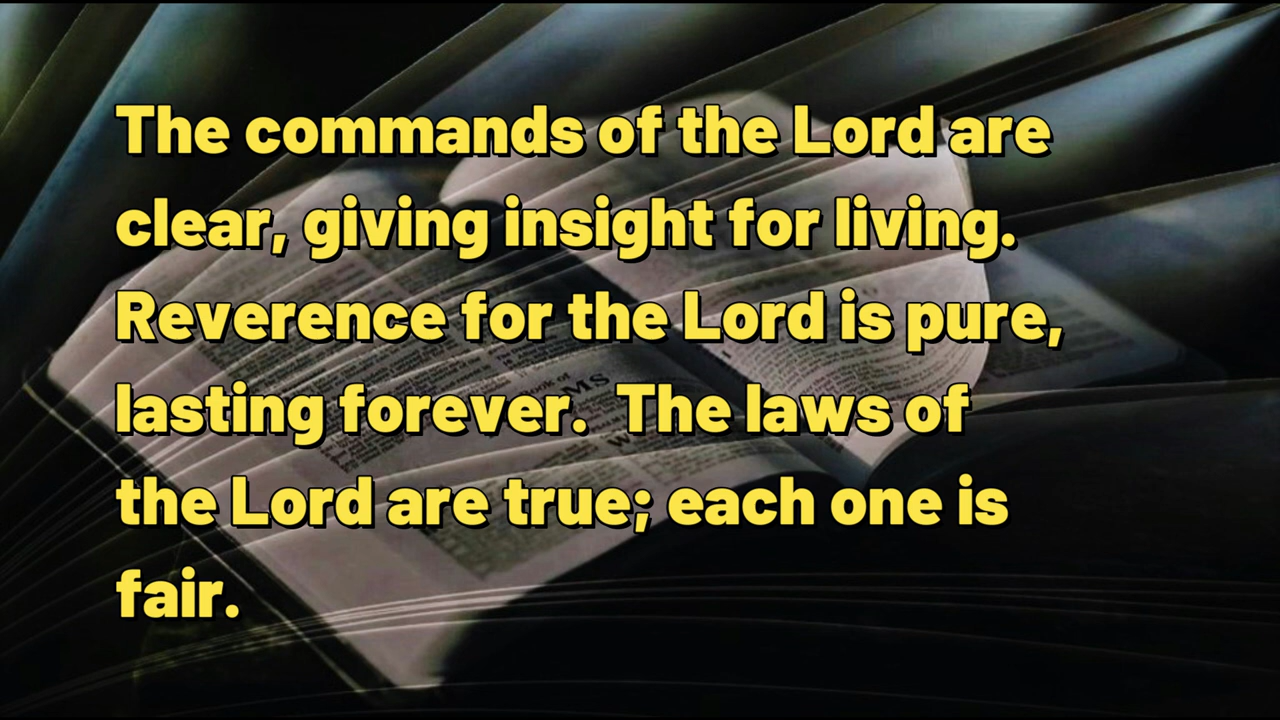 The commands of the Lord are
clear, giving insight for living.
Reverence for the Lord is pure,
lasting forever.  The laws of
the Lord are true; each one is
fair.